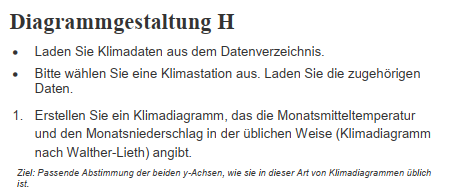 Diagrammgestaltung H
• Laden Sie Klimadaten aus dem Datenverzeichnis.
• Bitte wählen Sie eine Klimastation aus. Laden Sie die zugehörigen
Daten.
1. Erstellen Sie ein Klimadiagramm, das die Monatsmitteltemperatur
und den Monatsniederschlag in der üblichen Weise (Klimadiagramm
nach Walther-Lieth) angibt.
Ziel: Passende Abstimmung der beiden y-Achsen, wie sie in dieser Art von Klimadiagrammen üblich
ist.